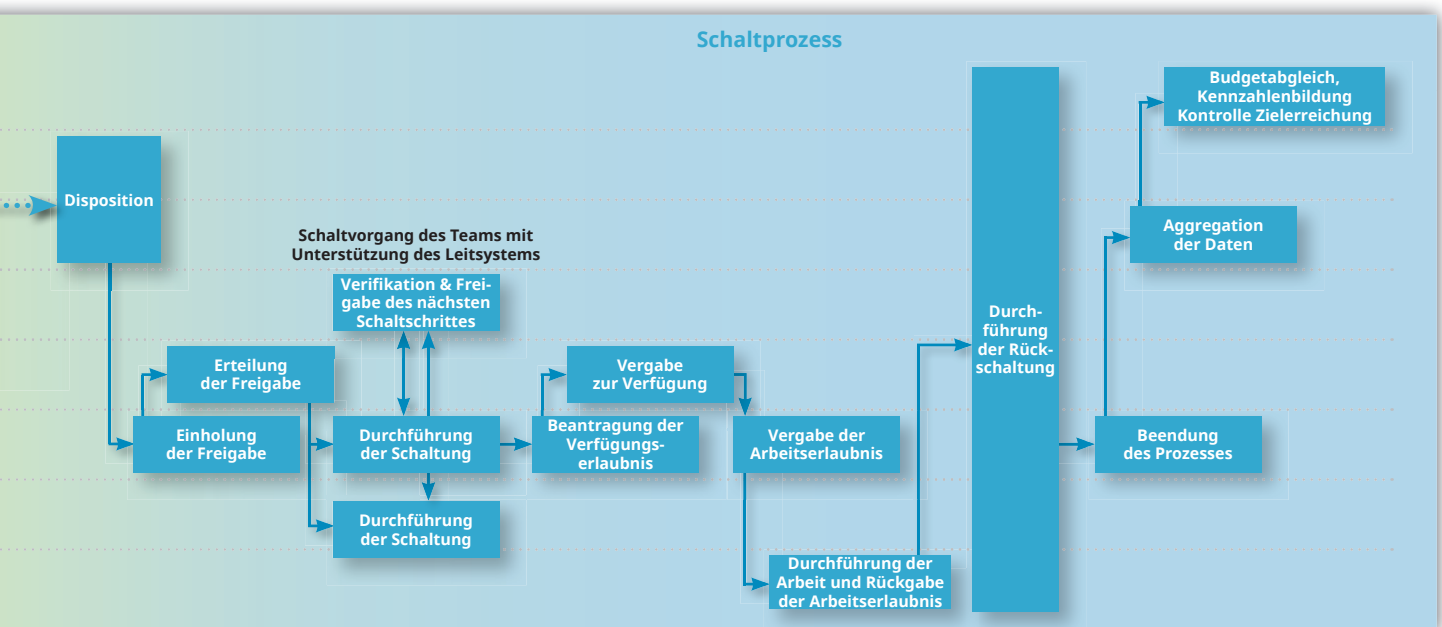 Schaltprozess
Disposition
Einholung
der Freigabe
Erteilung
der Freigabe
Schaltvorgang des Teams mit
Unterstützung des Leitsystems
Verifikation & Frei-
gabe des nächsten
Schaltschrittes
Durchführung
der Schaltung
Durchführung
der Schaltung
Beantragung der
Verfügungs-
erlaubnis
Vergabe
zur Verfügung
Vergabe der
Arbeitserlaubnis
Durchführung der
Arbeit und Rückgabe
der Arbeitserlaubnis
Durch-
führung
der Rück-
schaltung
Beendung
des Prozesses
Aggregation
der Daten
Budgetabgleich,
Kennzahlenbildung
Kontrolle Zielerreichung